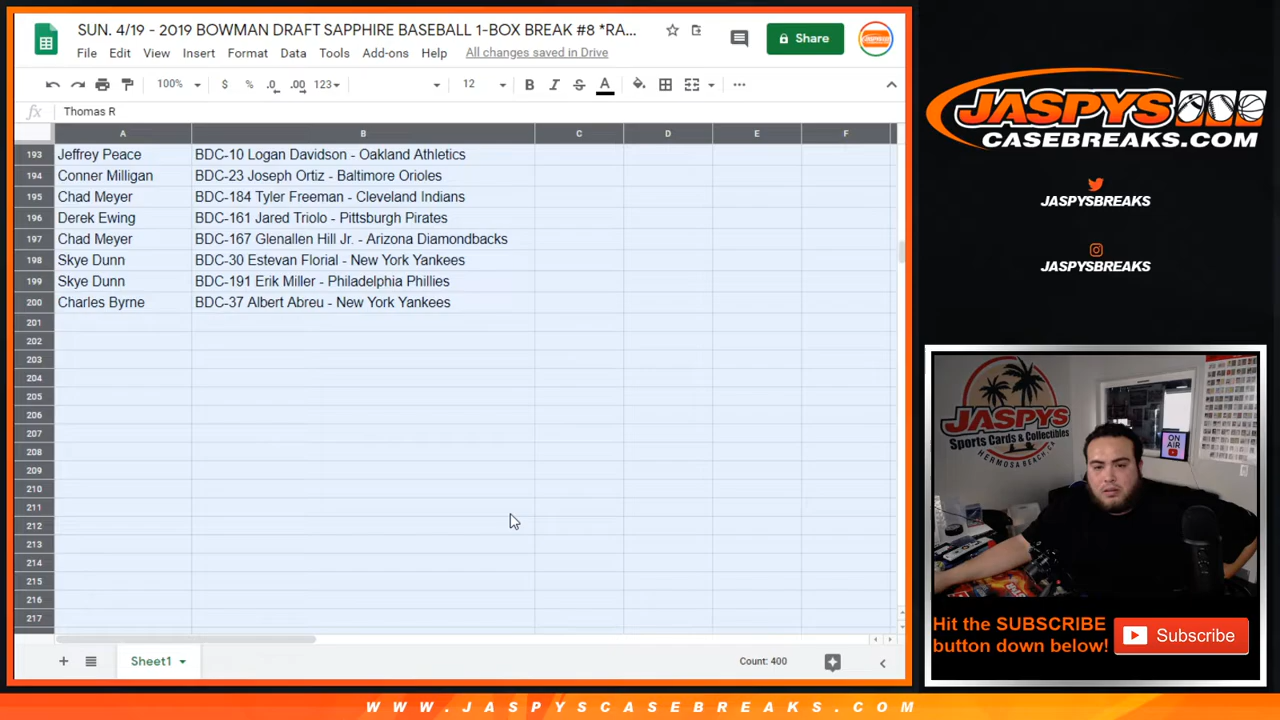 SUN. 4/19 - 2019 BOWMAN DRAFT SAPPHIRE BASEBALL 1-BOX BREAK #8 *RA...
File Edit View Insert Format Data Tools Add-ons Help All changes saved in Drive
Share
100% $ % .0 .00 123 12 B I S A
fx Thomas R
A B C D E F
193 Jeffrey Peace BDC-10 Logan Davidson - Oakland Athletics
194 Conner Milligan BDC-23 Joseph Ortiz - Baltimore Orioles
195 Chad Meyer BDC-184 Tyler Freeman - Cleveland Indians
196 Derek Ewing BDC-161 Jared Triolo - Pittsburgh Pirates
197 Chad Meyer BDC-167 Glenallen Hill Jr. - Arizona Diamondbacks
198 Skye Dunn BDC-30 Estevan Florial - New York Yankees
199 Skye Dunn BDC-191 Erik Miller - Philadelphia Phillies
200 Charles Byrne BDC-37 Albert Abreu - New York Yankees
201
202
203
204
205
206
207
208
209
210
211
212
213
214
215
216
217
Sheet1
Count: 400
JASPYS
CASEBREAKS.COM
JASPYSBREAKS
JASPYSBREAKS
JASPYS
Sports Cards & Collectibles
HERMOSA BEACH, CA
ON
AIR
Hit the SUBSCRIBE
button down below!
Subscribe
WWW.JASPYSCASEBREAKS.COM